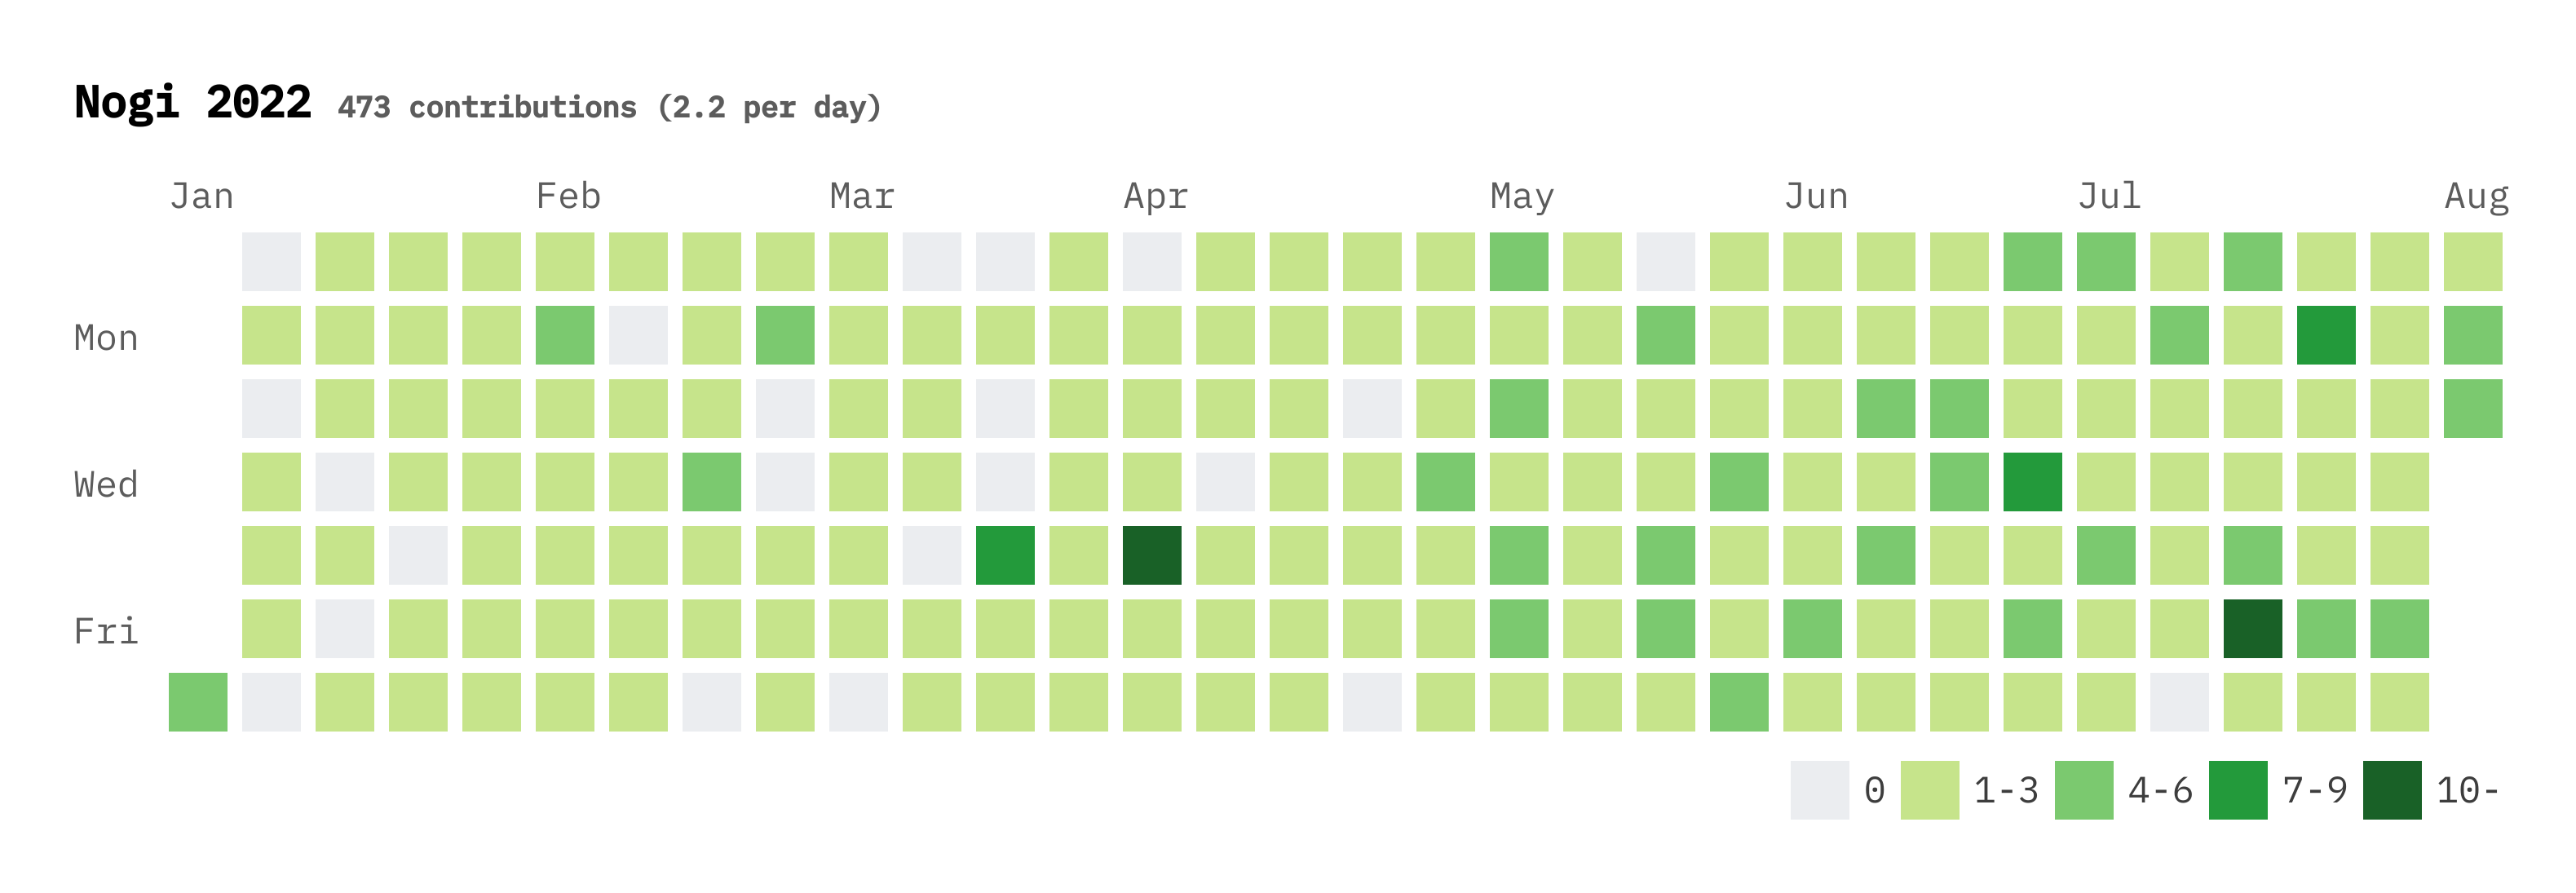 Nogi 2022 473 contributions (2.2 per day)
Jan Feb Mar Apr May Jun Jul Aug
Mon
Wed
Fri
0 1-3 4-6 7-9 10-